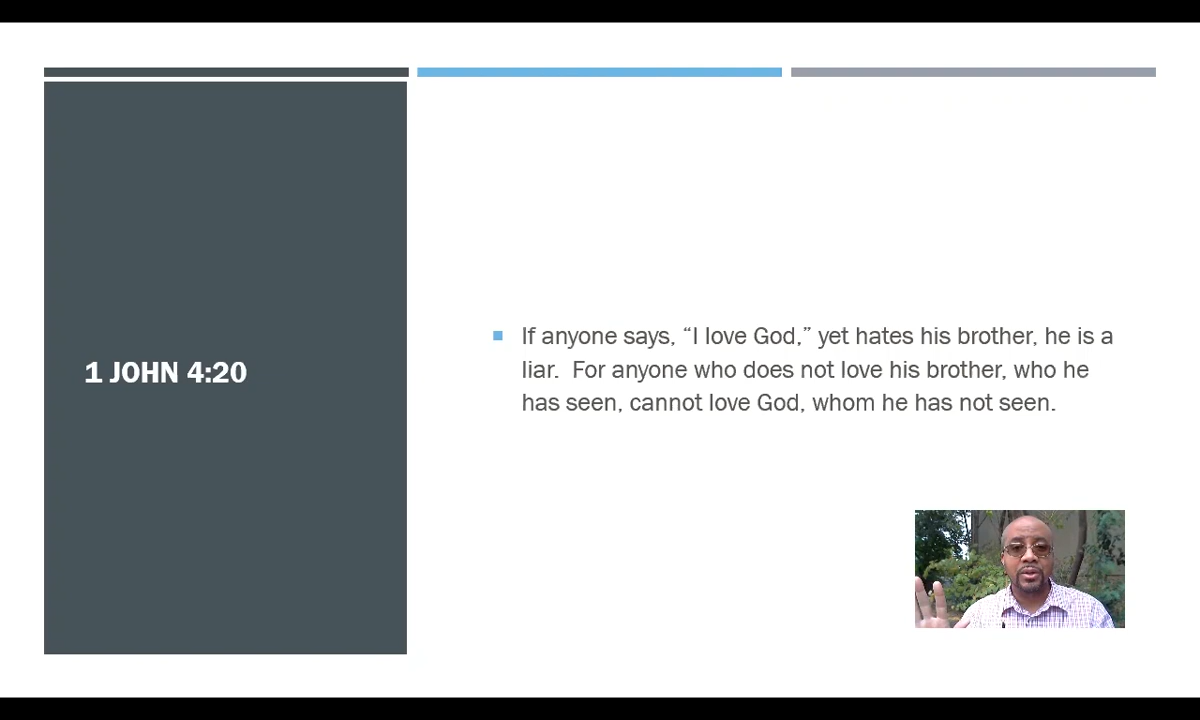 1 JOHN 4:20
If anyone says, “I love God,” yet hates his brother, he is a
liar.  For anyone who does not love his brother, who he
has seen, cannot love God, whom he has not seen.